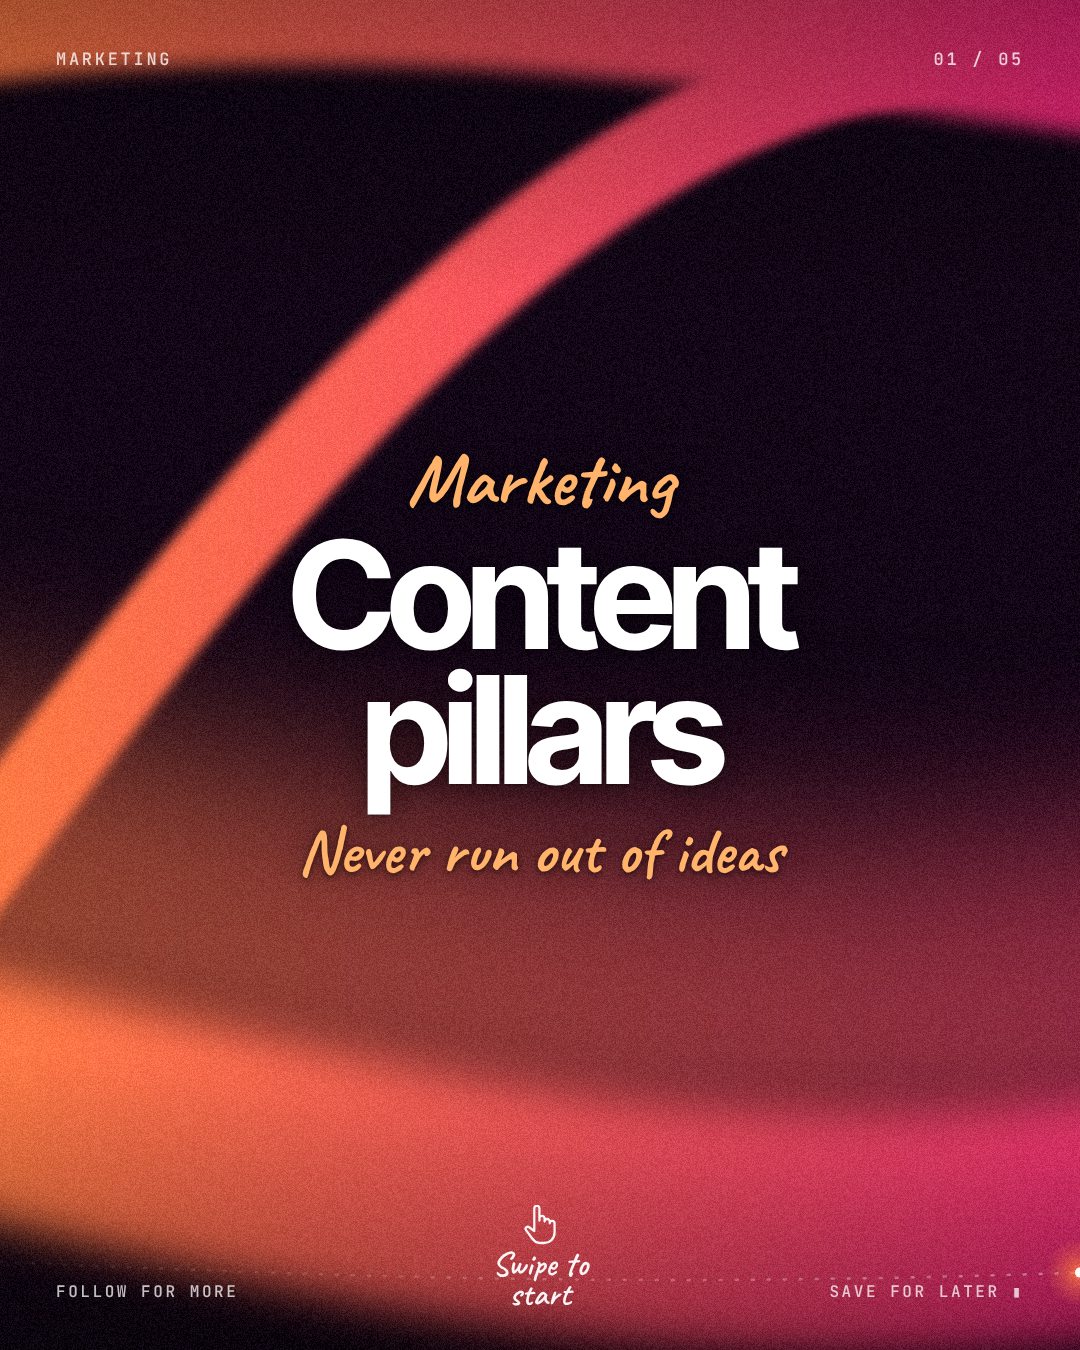 MARKETING
01 / 05
Marketing
Content
pillars
Never run out of ideas
Swipe to
start
FOLLOW FOR MORE
SAVE FOR LATER